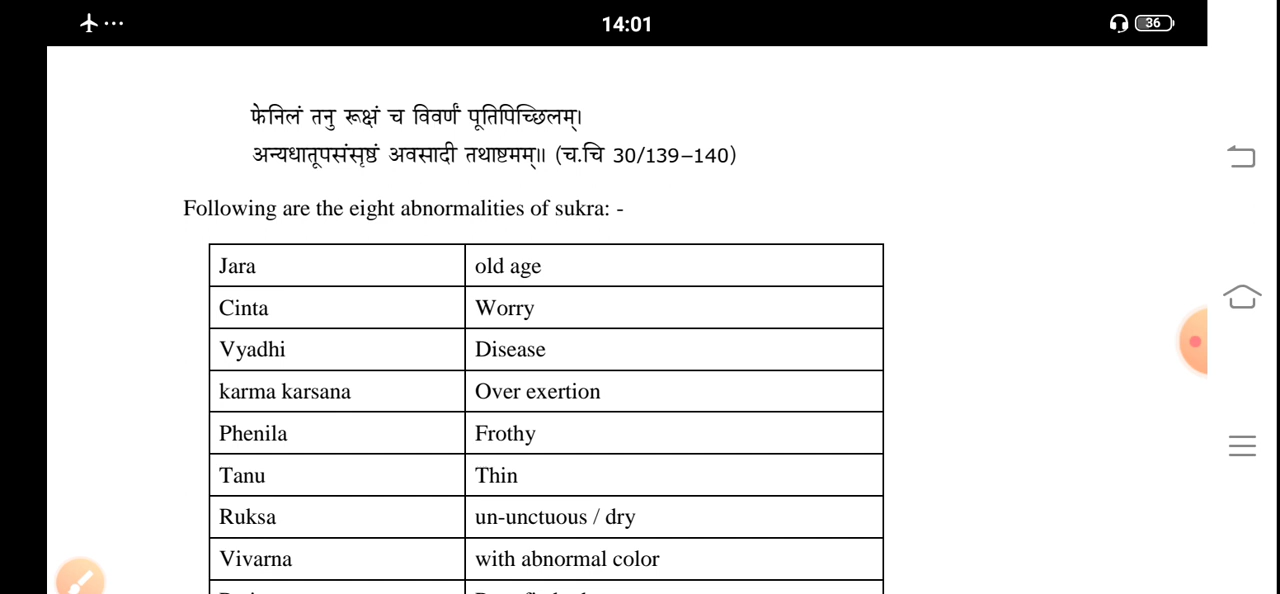 14:01
36
फेनिलं तनु रूक्षं च विवर्णं पूतिपिच्छिलम्।
अन्यधातूपसंसृष्टं अवसादी तथाष्टमम्॥ (च.चि 30/139–140)
Following are the eight abnormalities of sukra: -
Jara old age
Cinta Worry
Vyadhi Disease
karma karsana Over exertion
Phenila Frothy
Tanu Thin
Ruksa un-unctuous / dry
Vivarna with abnormal color